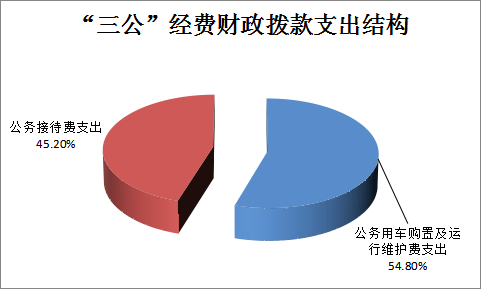 “三公”经费财政拨款支出结构
公务接待费支出
45.20%
公务用车购置及运
行维护费支出
54.80%